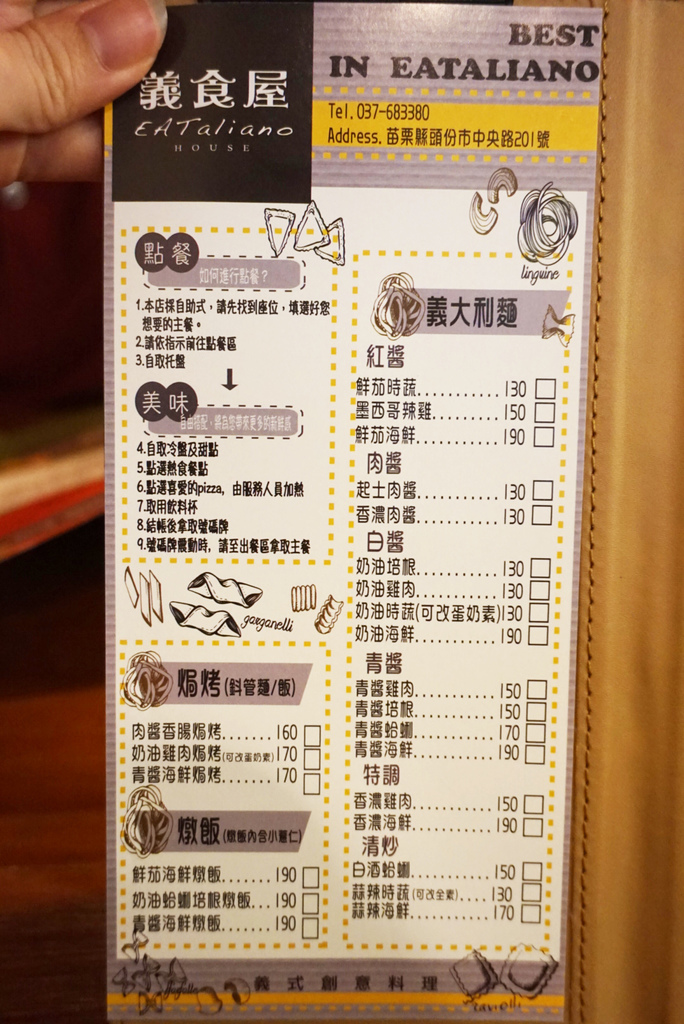 義食屋
EATaliano
HOUSE
BEST
IN EATALIANO
Tel. 037-683380
Address. 苗栗縣頭份市中央路201號
點餐
如何進行點餐？
1.本店採自助式，請先找到座位，填選好您
想要的主餐。
2.請依指示前往點餐區
3.自取托盤
美味
自由搭配，將為您帶來更多的新鮮感
4.自取冷盤及甜點
5.點選熱食餐點
6.點選喜愛的pizza，由服務人員加熱
7.取用飲料杯
8.結帳後拿取號碼牌
9.號碼牌震動時，請至出餐區拿取主餐
garganelli
焗烤(斜管麵/飯)
肉醬香腸焗烤.......160
奶油雞肉焗烤(可改蛋奶素)170
青醬海鮮焗烤.......170
燉飯(燉飯內含小薏仁)
鮮茄海鮮燉飯.......190
奶油蛤蜊培根燉飯...190
青醬海鮮燉飯.......190
linguine
義大利麵
紅醬
鮮茄時蔬...........130
墨西哥辣雞.........150
鮮茄海鮮...........190
肉醬
起士肉醬...........130
香濃肉醬...........130
白醬
奶油培根...........130
奶油雞肉...........130
奶油時蔬(可改蛋奶素)130
奶油海鮮...........190
青醬
青醬雞肉...........150
青醬培根...........150
青醬蛤蜊...........170
青醬海鮮...........190
特調
香濃雞肉...........150
香濃海鮮...........190
清炒
白酒蛤蜊...........150
蒜辣時蔬(可改全素)....130
蒜辣海鮮...........170
義式創意料理
raviolli